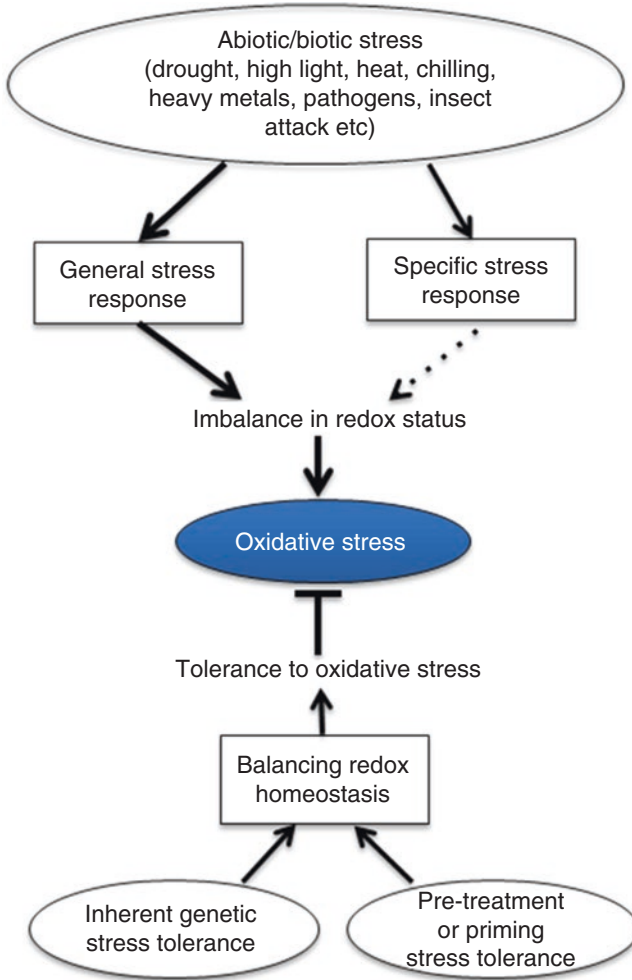 Abiotic/biotic stress
(drought, high light, heat, chilling,
heavy metals, pathogens, insect
attack etc)
General stress
response
Specific stress
response
Imbalance in redox status
Oxidative stress
Tolerance to oxidative stress
Balancing redox
homeostasis
Inherent genetic
stress tolerance
Pre-treatment
or priming
stress tolerance